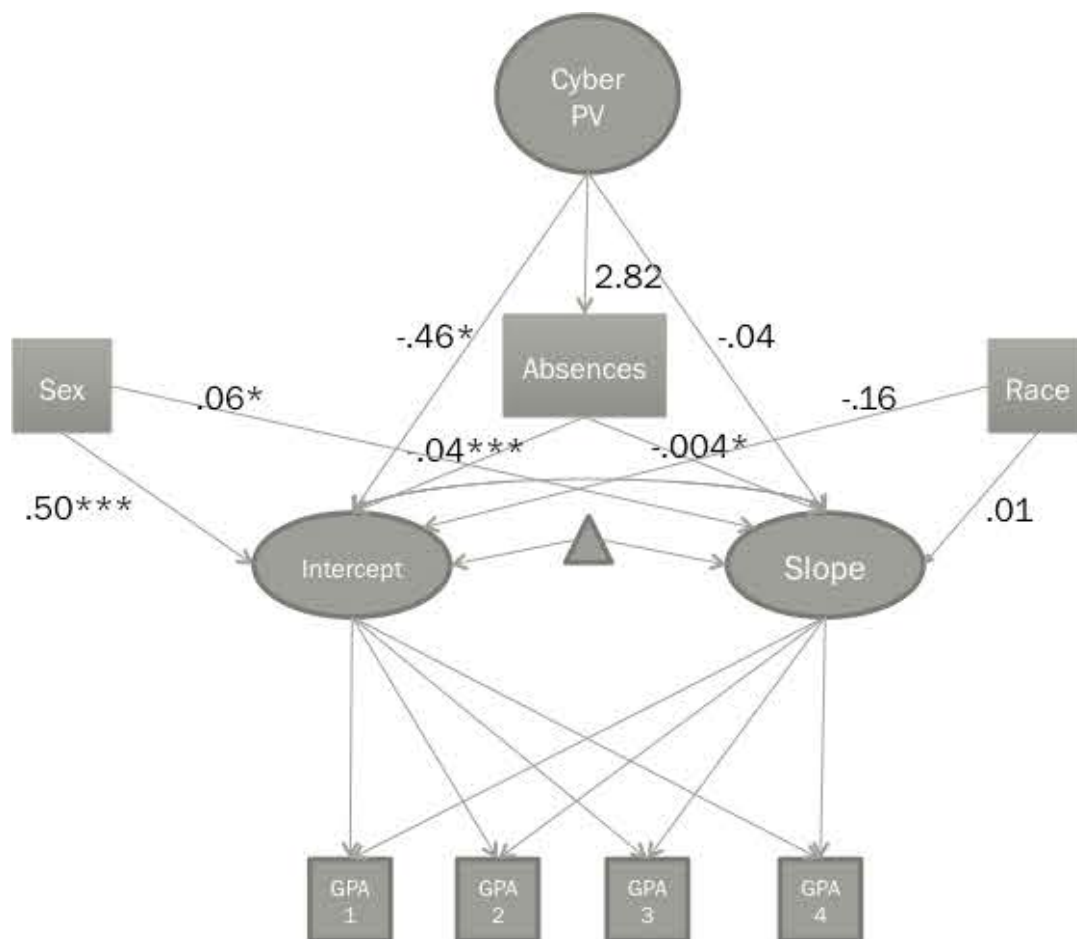 Cyber
PV
2.82
-.46*
Absences
-.04
Sex
.06*
-.16
Race
-.04***
-.004*
.50***
.01
Intercept
Slope
GPA
1
GPA
2
GPA
3
GPA
4